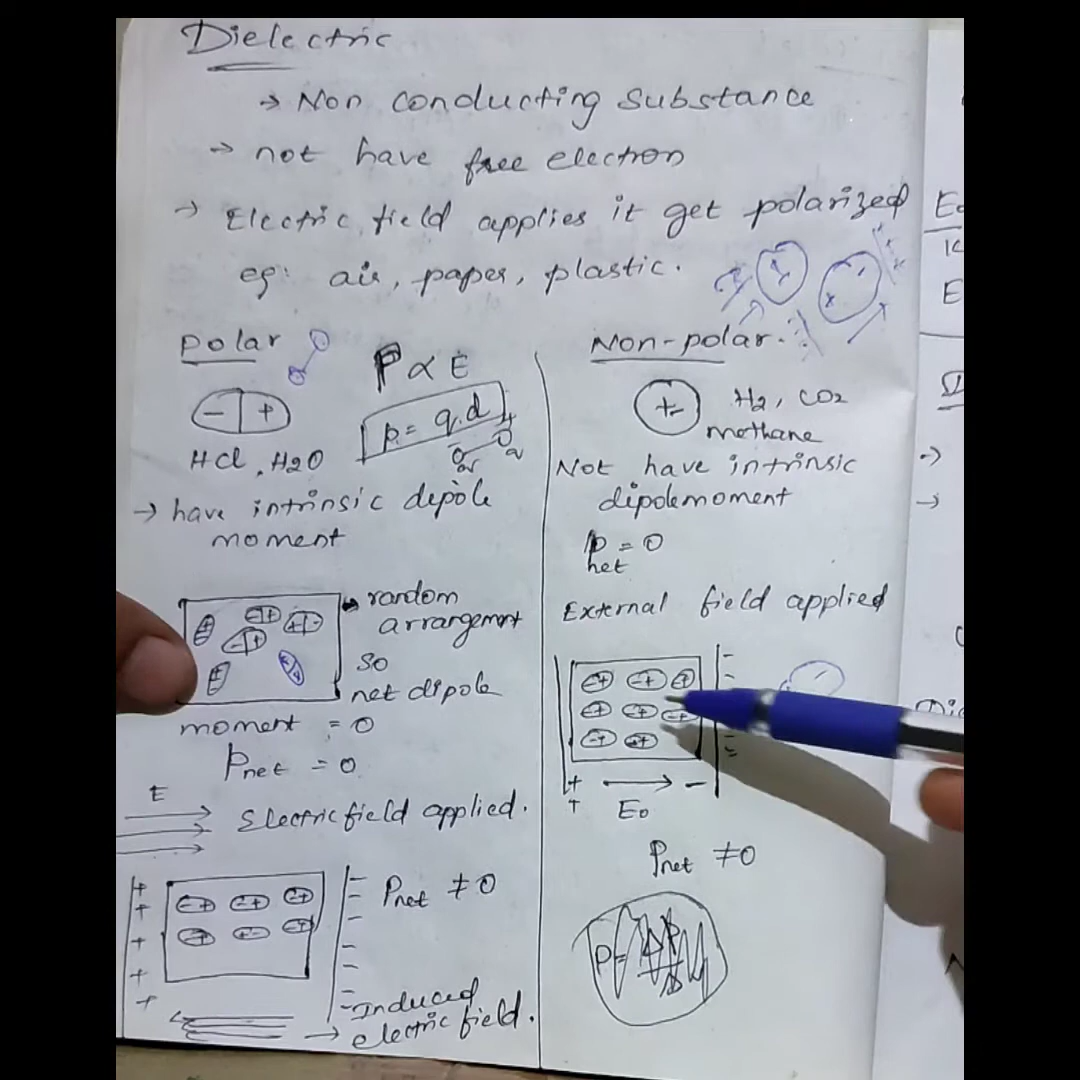 Dielectric
→ Non conducting substance
→ not have free electron
→ Electric field applies it get polarized
eg: air, paper, plastic.
Polar
P ∝ E
p = q.d
- +
HCl, H2O
→ have intrinsic depole
moment
random
arrangement
so
net dipole
moment = 0
Pnet = 0
E
Electric field applied.
Pnet ≠ 0
Induced
electric field.
Non-polar
+-
H2, CO2
methane
Not have intrinsic
dipole moment
p = 0
net
External field applied
+ → -
+ E0
Pnet ≠ 0
P=
E